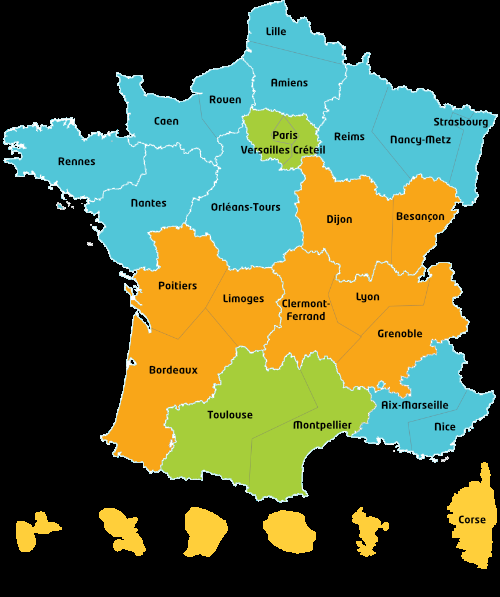 Lille
Amiens
Rouen
Caen
Paris
Versailles Créteil
Reims
Strasbourg
Nancy-Metz
Rennes
Nantes
Orléans-Tours
Dijon
Besançon
Poitiers
Limoges
Clermont-
Ferrand
Lyon
Grenoble
Bordeaux
Toulouse
Montpellier
Aix-Marseille
Nice
Corse